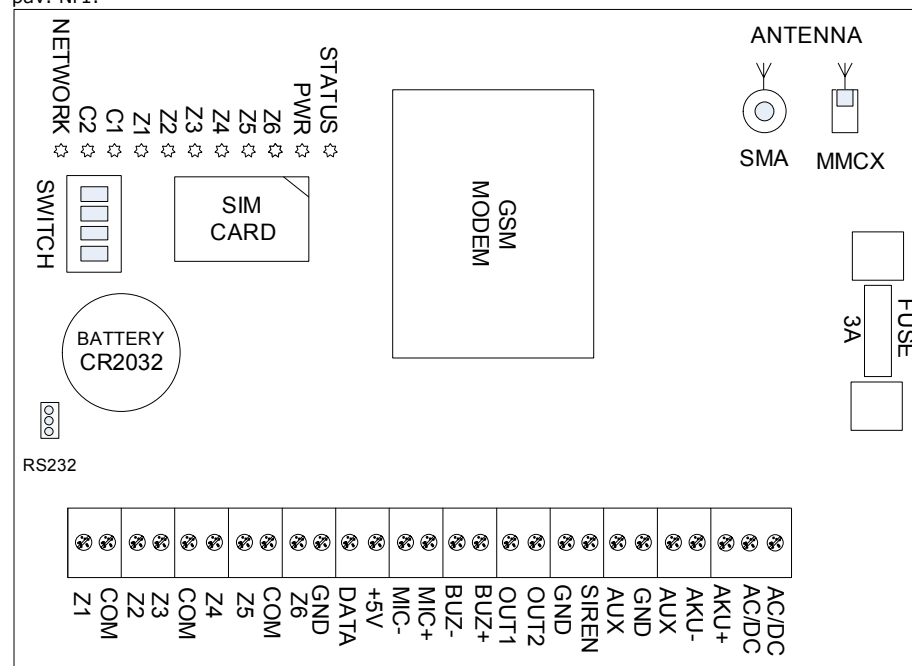 pav. Nr1.
ANTENNA
NETWORK
C2
C1
Z1
Z2
Z3
Z4
Z5
Z6
PWR
STATUS
SMA
MMCX
SWITCH
SIM
CARD
GSM
MODEM
FUSE
3A
BATTERY
CR2032
RS232
Z1
COM
Z2
Z3
COM
Z4
Z5
COM
Z6
GND
DATA
+5V
MIC-
MIC+
BUZ-
BUZ+
OUT1
OUT2
GND
SIREN
AUX
GND
AUX
AKU-
AKU+
AC/DC
AC/DC